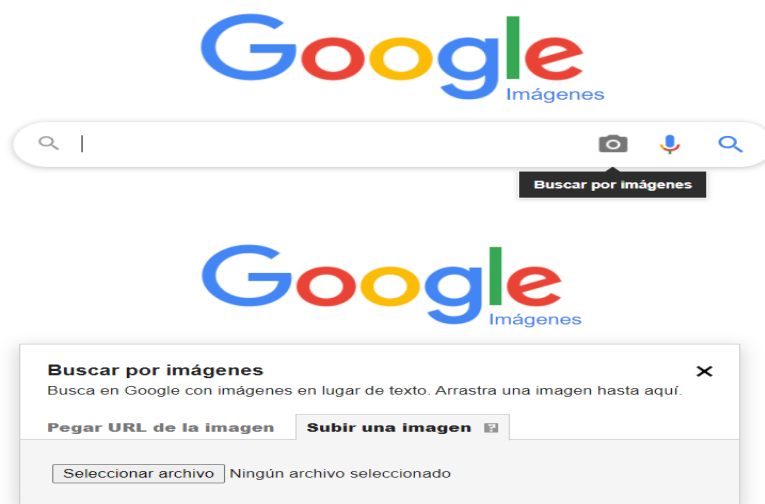 Google
Imágenes
Buscar por imágenes
Google
Imágenes
Buscar por imágenes
Busca en Google con imágenes en lugar de texto. Arrastra una imagen hasta aquí.
Pegar URL de la imagen Subir una imagen ?
Seleccionar archivo Ningún archivo seleccionado